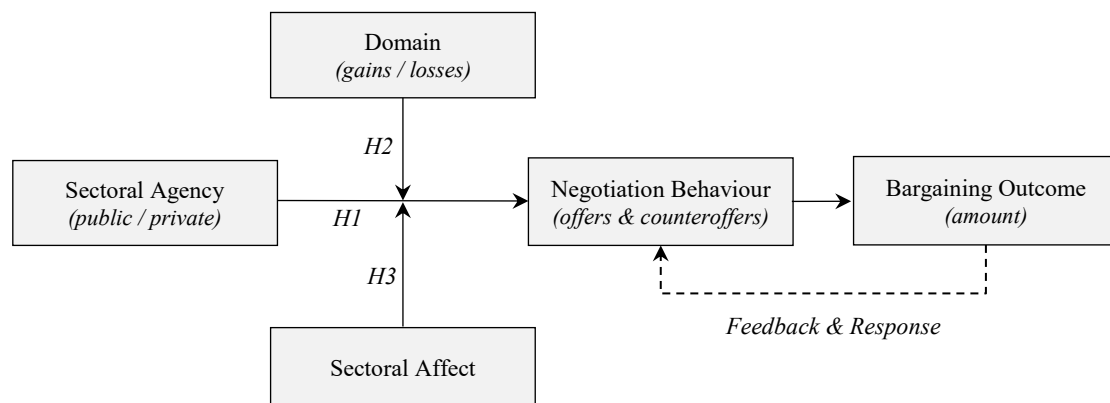 Domain
(gains / losses)
H2
Sectoral Agency
(public / private)
H1
Negotiation Behaviour
(offers & counteroffers)
Bargaining Outcome
(amount)
H3
Feedback & Response
Sectoral Affect